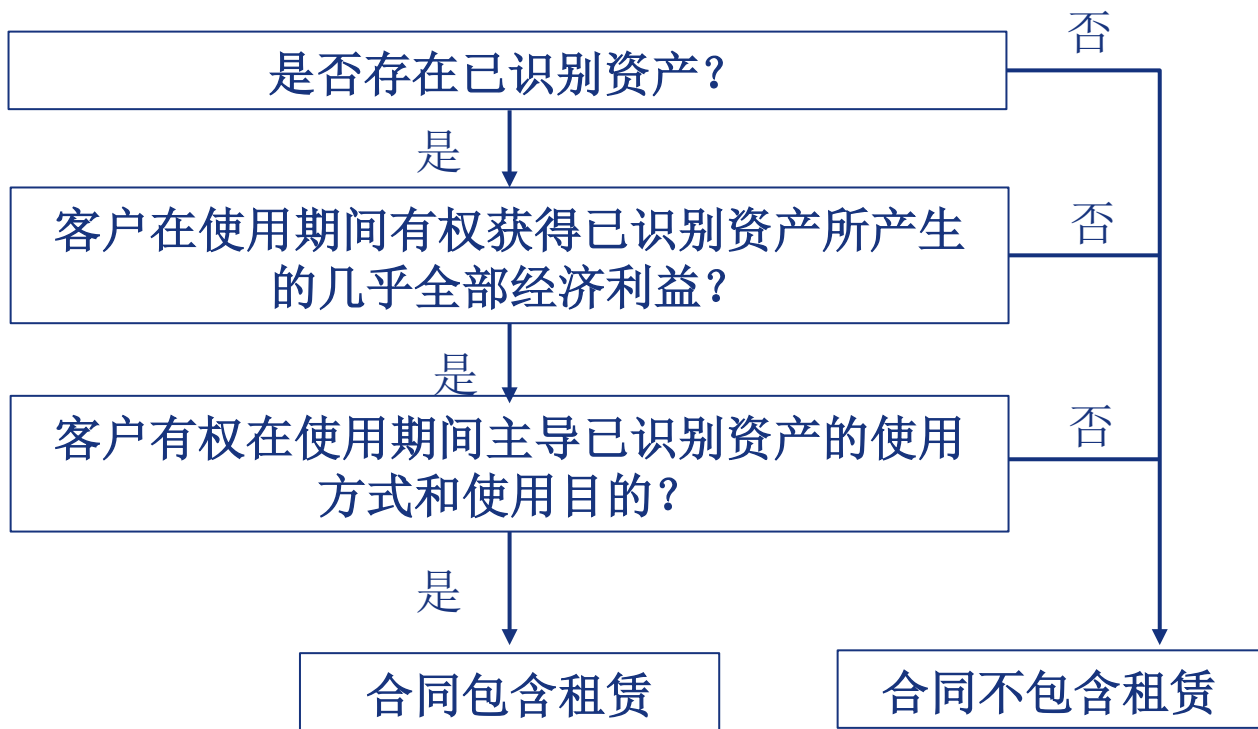 否
是否存在已识别资产？
是
客户在使用期间有权获得已识别资产所产生
的几乎全部经济利益？
否
是
客户有权在使用期间主导已识别资产的使用
方式和使用目的？
否
是
合同包含租赁
合同不包含租赁